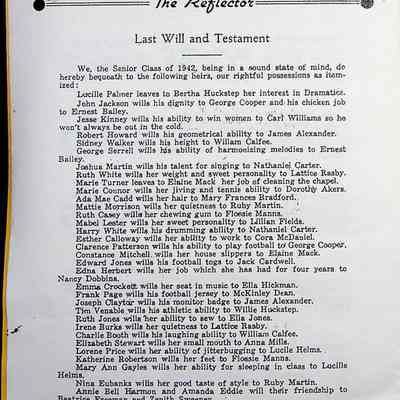 The Reflector
Last Will and Testament
We, the Senior Class of 1942, being in a sound state of mind, do
hereby bequeath to the following heirs, our rightful possessions as item-
ized:
Lucille Palmer leaves to Bertha Huckstep her interest in Dramatics.
John Jackson wills his dignity to George Cooper and his chicken job
to Ernest Bailey.
Jesse Kinney wills his ability to win women to Carl Williams so he
won't always be out in the cold.
Robert Howard wills his geometrical ability to James Alexander.
Sidney Walker wills his height to Wiliam Calfee.
George Serrell wills his ability of harmonising melodies to Ernest
Bailey.
Joshua Martin wills his talent for singing to Nathaniel Carter.
Ruth White wills her weight and sweet personality to Lattice Rasby.
Marie Turner leaves to Elaine Mack her job of cleaning the chapel.
Marie Connor wills her jiving and tennis ability to Dorothy Akers.
Ada Mae Cadd wills her hair to Mary Frances Bradford.
Mattie Morrison wills her quietness to Ruby Martin.
Ruth Casey wills her chewing gum to Flossie Manns.
Mabel Lester wills her sweet personality to Lillian Fields.
Harry White wills his drumming ability to Nathaniel Carter.
Esther Calloway wills her ability to work to Cora McDaniel.
Clarence Patterson wills his ability to play football to George Cooper.
Constance Mitchell wills her house slippers to Elaine Mack.
Edward Jones wills his football togs to Jack Cardwell.
Edna Herbert wills her job which she has had for four years to
Nancy Dobbins.
Emma Crockett wills her seat in music to Ella Hickman.
Frank Page wills his football jersey to McKinley Dean.
Joseph Claytor wills his monitor badge to James Alexander.
Tim Venable wills his athletic ability to Willie Huckstep.
Ruth Jones wills her ability to sew to Ella Jones.
Irene Burks wills her quietness to Lattice Rasby.
Charlie Booth wills his laughing ability to William Calfee.
Elizabeth Stewart wills her small mouth to Anna Mills.
Lorene Price wills her ability of jitterbugging to Lucile Helms.
Katherine Robertson wills her feet to Flossie Manns.
Mary Ann Gayles wills her ability for sleeping in class to Lucille
Helms.
Nina Eubanks wills her good taste of style to Ruby Martin.
Annie Bell Harmon and Amanda Eddie will their friendship to
Beatrice Freeman and Zenith Sweeney.